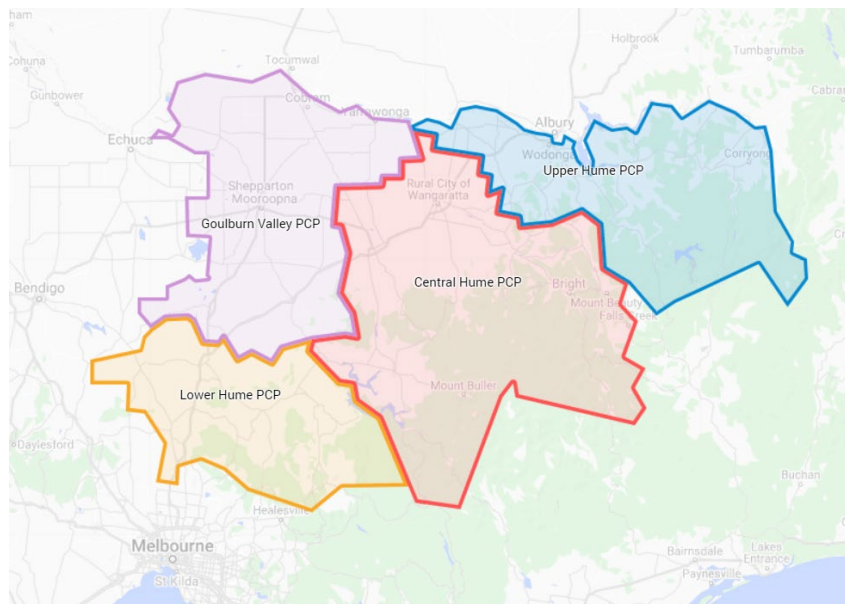 Holbrook
Tumbarumba
Tocumwal
Cohuna
Gunbower
Cobram
Albury
Echuca
Wodonga
Corryong
Upper Hume PCP
Shepparton
Mooroopna
Rural City of
Wangaratta
Goulburn Valley PCP
Central Hume PCP
Bendigo
Bright
Mount Beauty
Falls Creek
Mount Buller
Lower Hume PCP
Daylesford
Buchan
Healesville
Melbourne
St Kilda
Bairnsdale
Lakes
Entrance
Paynesville